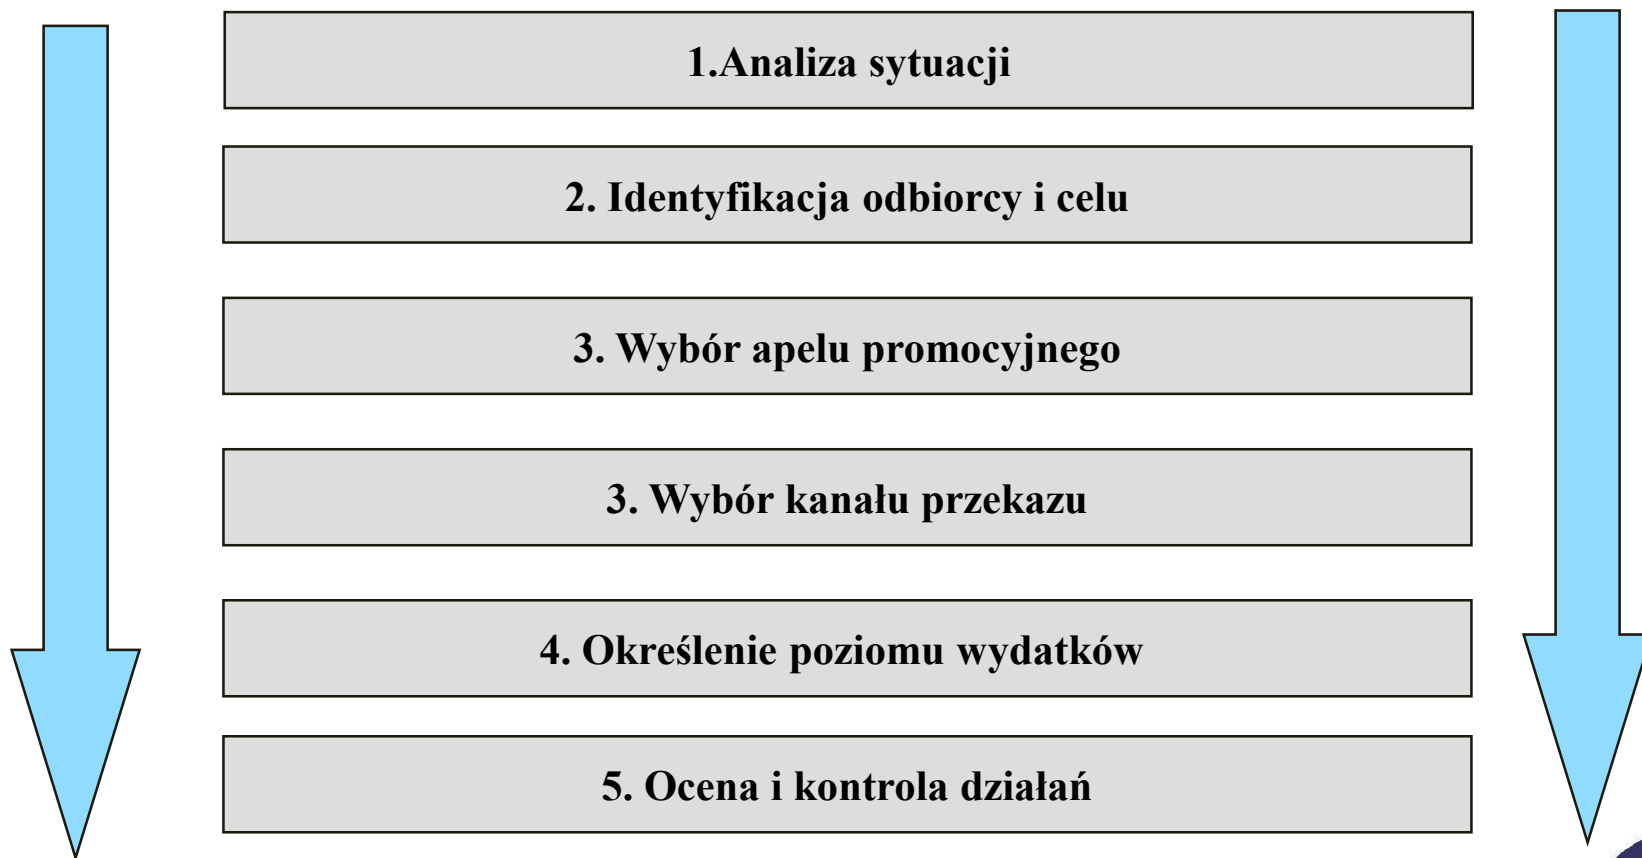 1.Analiza sytuacji
2. Identyfikacja odbiorcy i celu
3. Wybór apelu promocyjnego
3. Wybór kanału przekazu
4. Określenie poziomu wydatków
5. Ocena i kontrola działań